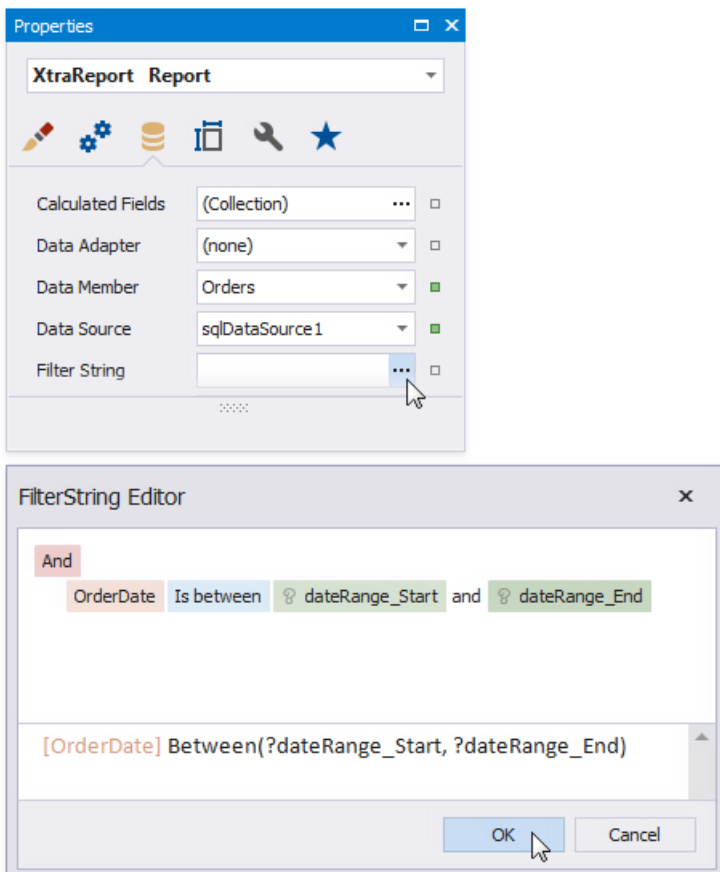 Properties
XtraReport Report
Calculated Fields (Collection)
Data Adapter (none)
Data Member Orders
Data Source sqlDataSource1
Filter String
FilterString Editor
And
OrderDate Is between dateRange_Start and dateRange_End
[OrderDate] Between(?dateRange_Start, ?dateRange_End)
OK Cancel